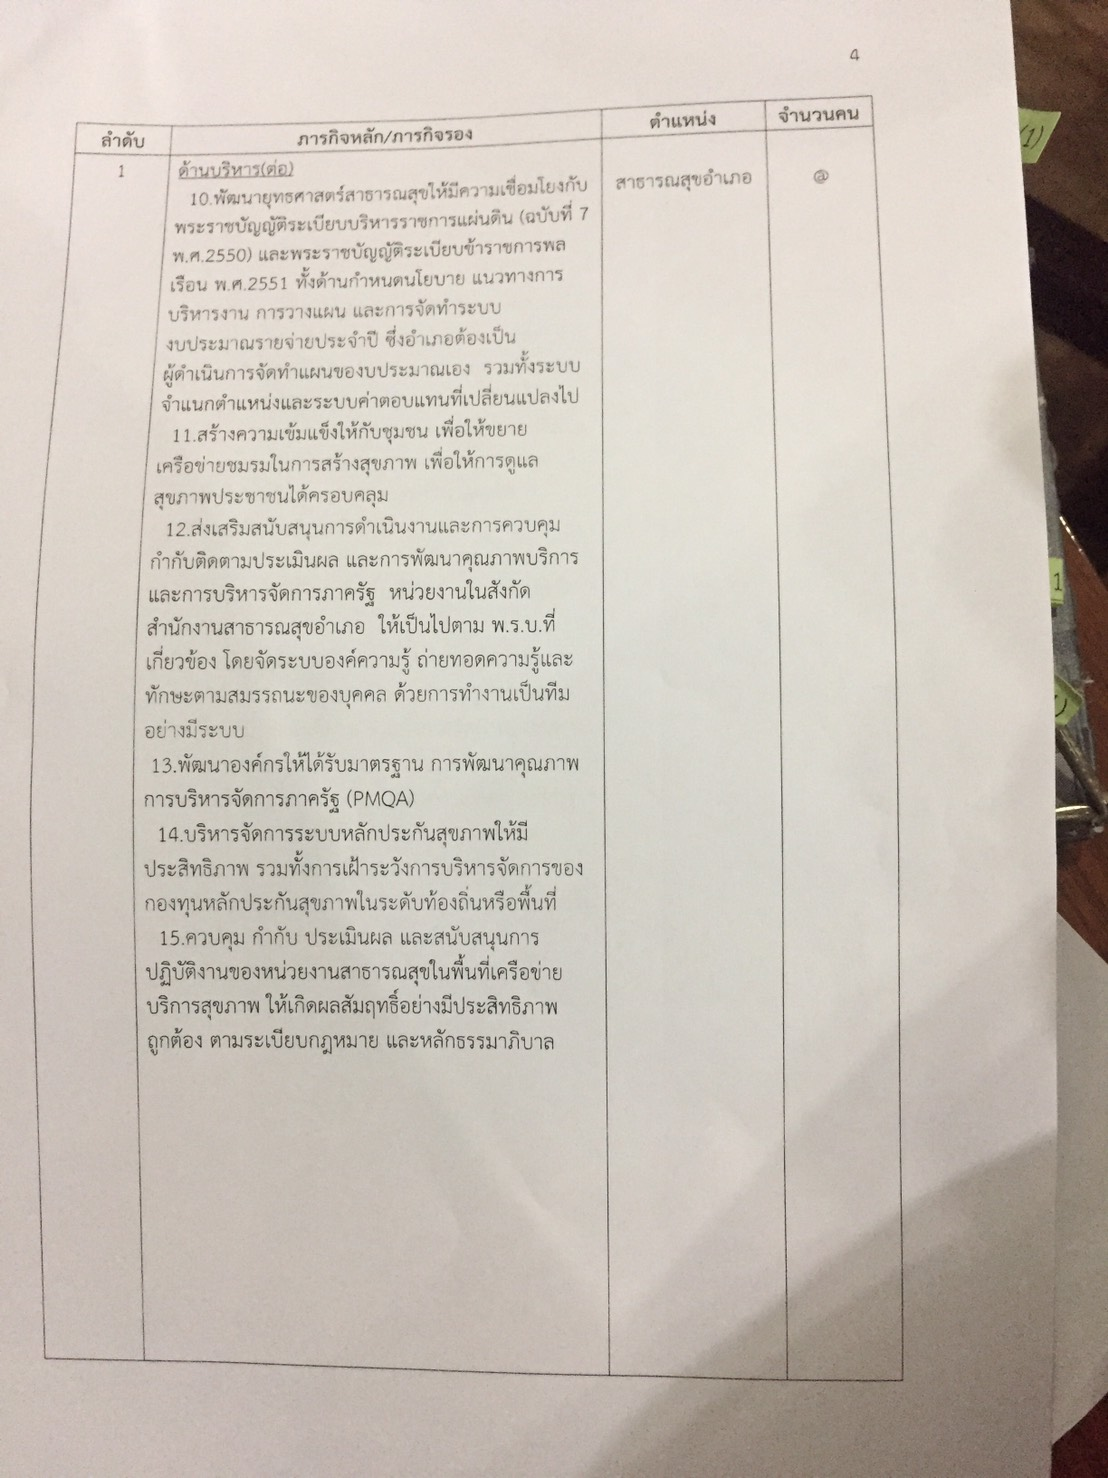 4
ลำดับ ภารกิจหลัก/ภารกิจรอง ตำแหน่ง จำนวนคน
1 ด้านบริหาร(ต่อ) สาธารณสุขอำเภอ @
10.พัฒนายุทธศาสตร์สาธารณสุขให้มีความเชื่อมโยงกับ
พระราชบัญญัติระเบียบบริหารราชการแผ่นดิน (ฉบับที่ 7
พ.ศ.2550) และพระราชบัญญัติระเบียบข้าราชการพล
เรือน พ.ศ.2551 ทั้งด้านกำหนดนโยบาย แนวทางการ
บริหารงาน การวางแผน และการจัดทำระบบ
งบประมาณรายจ่ายประจำปี ซึ่งอำเภอต้องเป็น
ผู้ดำเนินการจัดทำแผนของบประมาณเอง รวมทั้งระบบ
จำแนกตำแหน่งและระบบค่าตอบแทนที่เปลี่ยนแปลงไป
11.สร้างความเข้มแข็งให้กับชุมชน เพื่อให้ขยาย
เครือข่ายชมรมในการสร้างสุขภาพ เพื่อให้การดูแล
สุขภาพประชาชนได้ครอบคลุม
12.ส่งเสริมสนับสนุนการดำเนินงานและการควบคุม
กำกับติดตามประเมินผล และการพัฒนาคุณภาพบริการ
และการบริหารจัดการภาครัฐ หน่วยงานในสังกัด
สำนักงานสาธารณสุขอำเภอ ให้เป็นไปตาม พ.ร.บ.ที่
เกี่ยวข้อง โดยจัดระบบองค์ความรู้ ถ่ายทอดความรู้และ
ทักษะตามสมรรถนะของบุคคล ด้วยการทำงานเป็นทีม
อย่างมีระบบ
13.พัฒนาองค์กรให้ได้รับมาตรฐาน การพัฒนาคุณภาพ
การบริหารจัดการภาครัฐ (PMQA)
14.บริหารจัดการระบบหลักประกันสุขภาพให้มี
ประสิทธิภาพ รวมทั้งการเฝ้าระวังการบริหารจัดการของ
กองทุนหลักประกันสุขภาพในระดับท้องถิ่นหรือพื้นที่
15.ควบคุม กำกับ ประเมินผล และสนับสนุนการ
ปฏิบัติงานของหน่วยงานสาธารณสุขในพื้นที่เครือข่าย
บริการสุขภาพ ให้เกิดผลสัมฤทธิ์อย่างมีประสิทธิภาพ
ถูกต้อง ตามระเบียบกฎหมาย และหลักธรรมาภิบาล
1